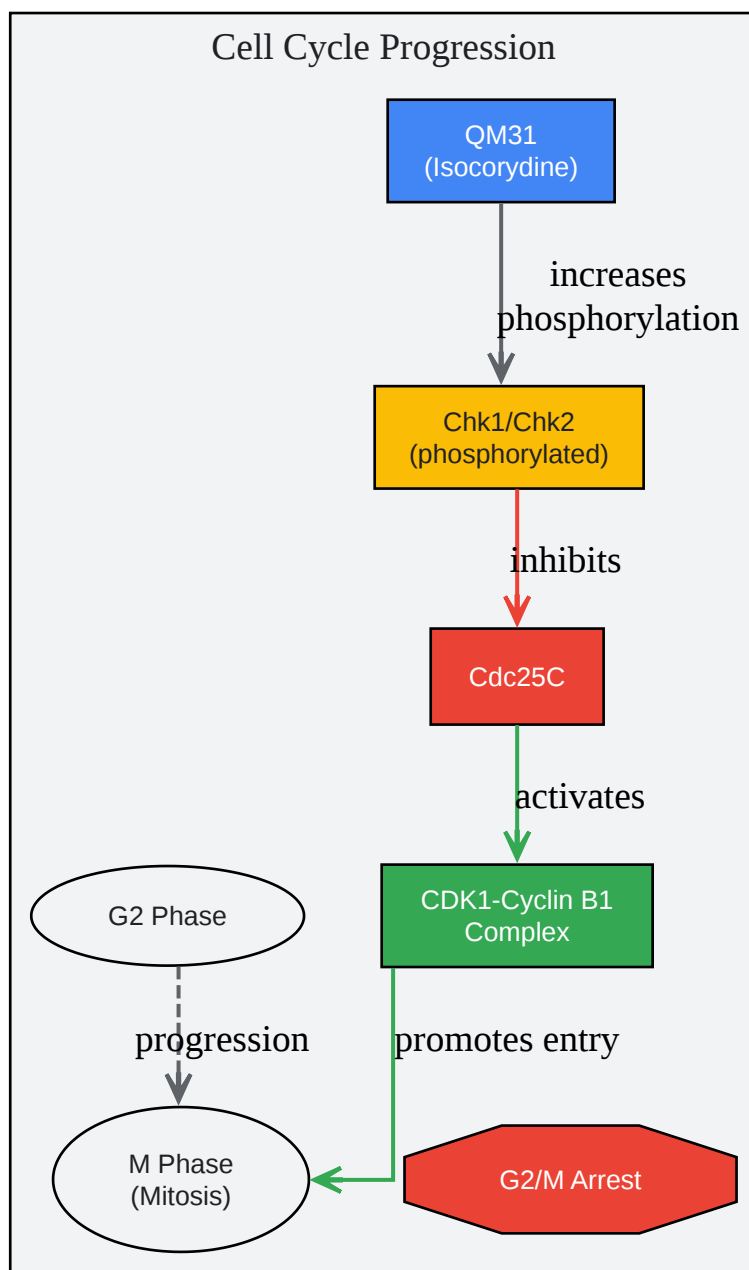 Cell Cycle Progression
QM31
(Isocorydine)
increases
phosphorylation
Chk1/Chk2
(phosphorylated)
inhibits
Cdc25C
activates
CDK1-Cyclin B1
Complex
G2 Phase
progression
promotes entry
M Phase
(Mitosis)
G2/M Arrest